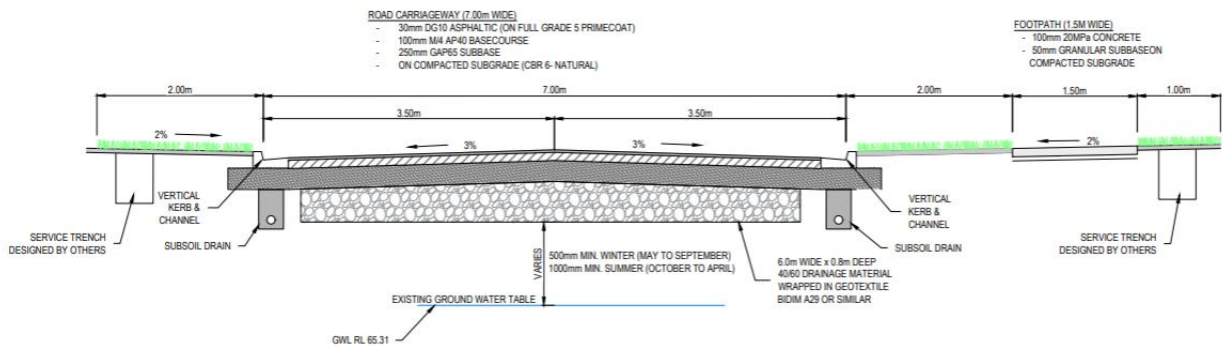 ROAD CARRIAGEWAY (7.00m WIDE)
- 30mm DG10 ASPHALTIC (ON FULL GRADE 5 PRIMECOAT)
- 100mm M/4 AP40 BASECOURSE
- 250mm GAP65 SUBBASE
- ON COMPACTED SUBGRADE (CBR 6- NATURAL)
FOOTPATH (1.5M WIDE)
- 100mm 20MPa CONCRETE
- 50mm GRANULAR SUBBASEON
COMPACTED SUBGRADE
2.00m
7.00m
2.00m
1.50m
1.00m
3.50m
3.50m
2%
3%
3%
2%
VERTICAL
KERB &
CHANNEL
SUBSOIL DRAIN
SERVICE TRENCH
DESIGNED BY OTHERS
VARIES
500mm MIN. WINTER (MAY TO SEPTEMBER)
1000mm MIN. SUMMER (OCTOBER TO APRIL)
6.0m WIDE x 0.8m DEEP
40/60 DRAINAGE MATERIAL
WRAPPED IN GEOTEXTILE
BIDIM A29 OR SIMILAR
VERTICAL
KERB &
CHANNEL
SUBSOIL DRAIN
SERVICE TRENCH
DESIGNED BY OTHERS
EXISTING GROUND WATER TABLE
GWL RL 65.31